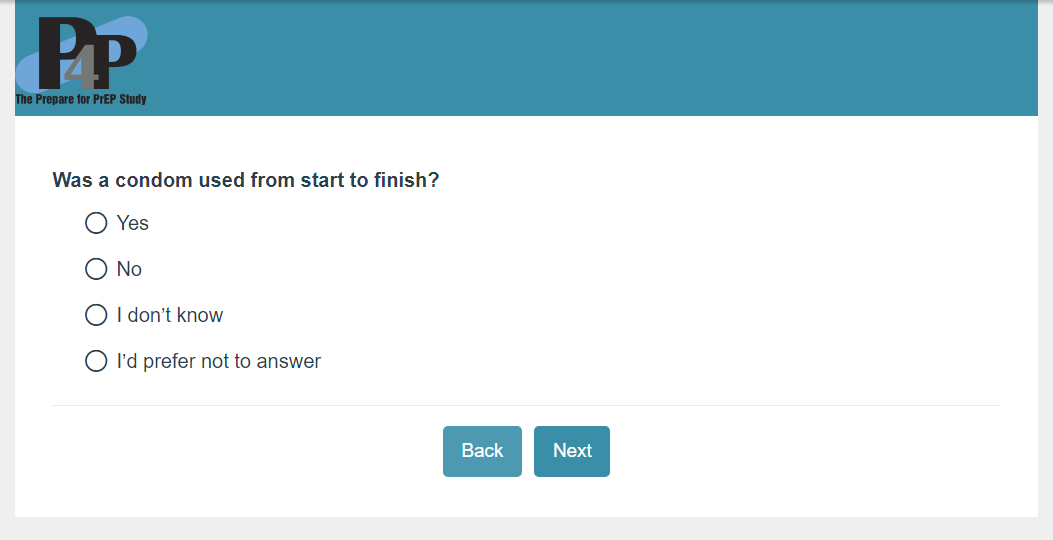 P4P
The Prepare for PrEP Study
Was a condom used from start to finish?
Yes
No
I don’t know
I’d prefer not to answer
Back
Next